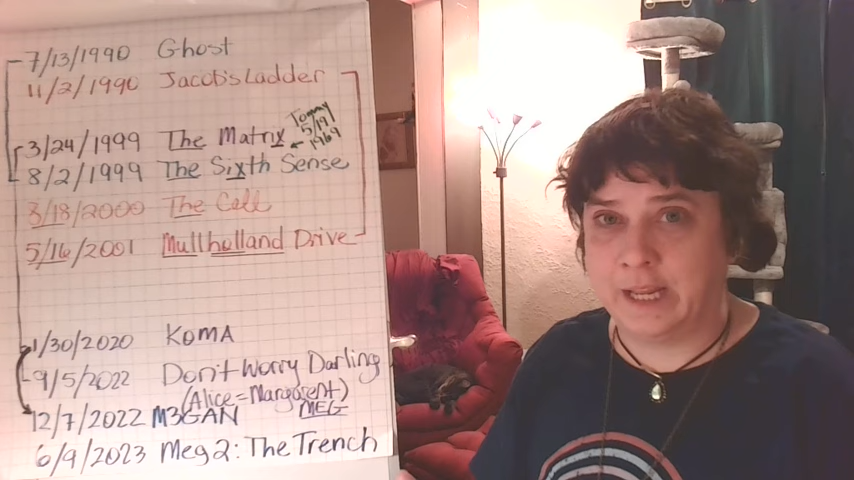 7/13/1990 Ghost
11/2/1990 Jacob's Ladder
Tommy
5/19/
1969
3/24/1999 The Matrix ←
8/2/1999 The Sixth Sense
8/18/2000 The Cell
5/16/2001 Mullholland Drive
1/30/2020 KOMA
9/5/2022 Don't Worry Darling
(Alice = Margaret)
12/7/2022 M3GAN MEG
6/9/2023 Meg 2: The Trench